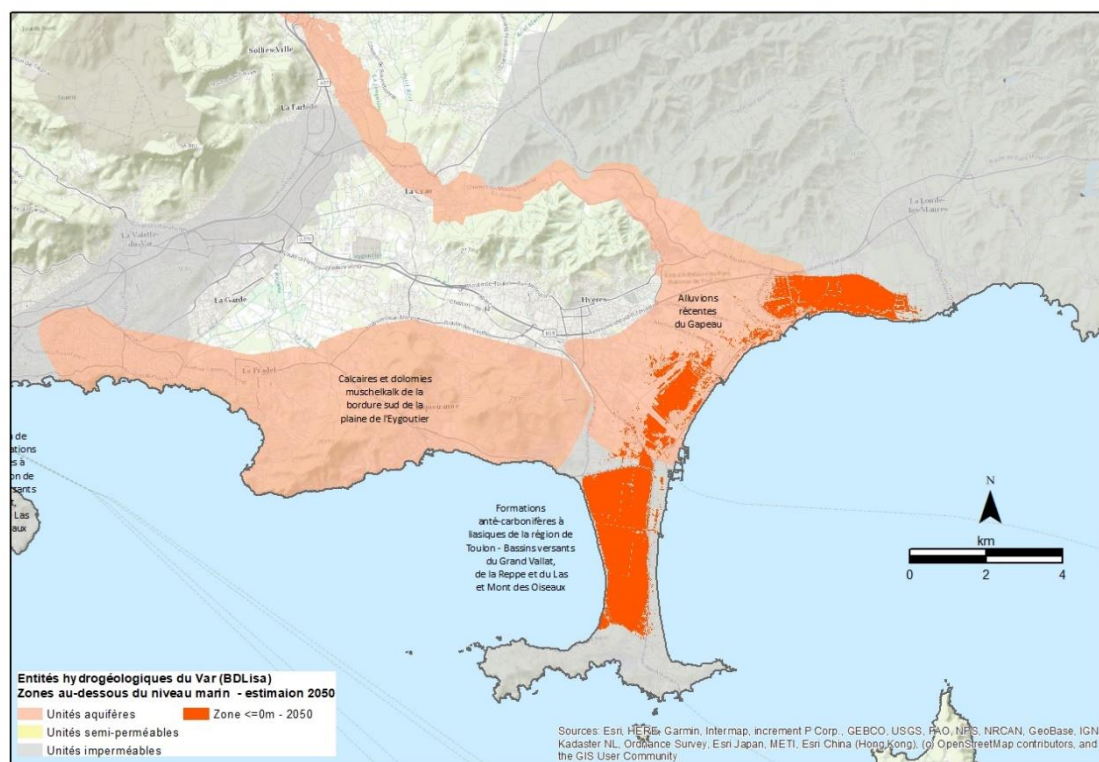 Solliès-Ville
La Farlède
La Crau
La Valette-
du-Var
La Londe-
les-Maures
La Garde
Hyères
Alluvions
récentes
du Gapeau
Le Pradet
Calcaires et dolomies
muschelkalk de la
bordure sud de la
plaine de l'Eygoutier
Formations
anté-carbonifères à
liasiques de la région de
Toulon - Bassins versants
du Grand Vallat,
de la Reppe et du Las
et Mont des Oiseaux
N
km
0 2 4
Entités hydrogéologiques du Var (BDLisa)
Zones au-dessous du niveau marin - estimaion 2050
Unités aquifères
Zone <=0m - 2050
Unités semi-perméables
Unités imperméables
Sources: Esri, HERE, Garmin, Intermap, increment P Corp., GEBCO, USGS, FAO, NPS, NRCAN, GeoBase, IGN,
Kadaster NL, Ordnance Survey, Esri Japan, METI, Esri China (Hong Kong), (c) OpenStreetMap contributors, and
the GIS User Community